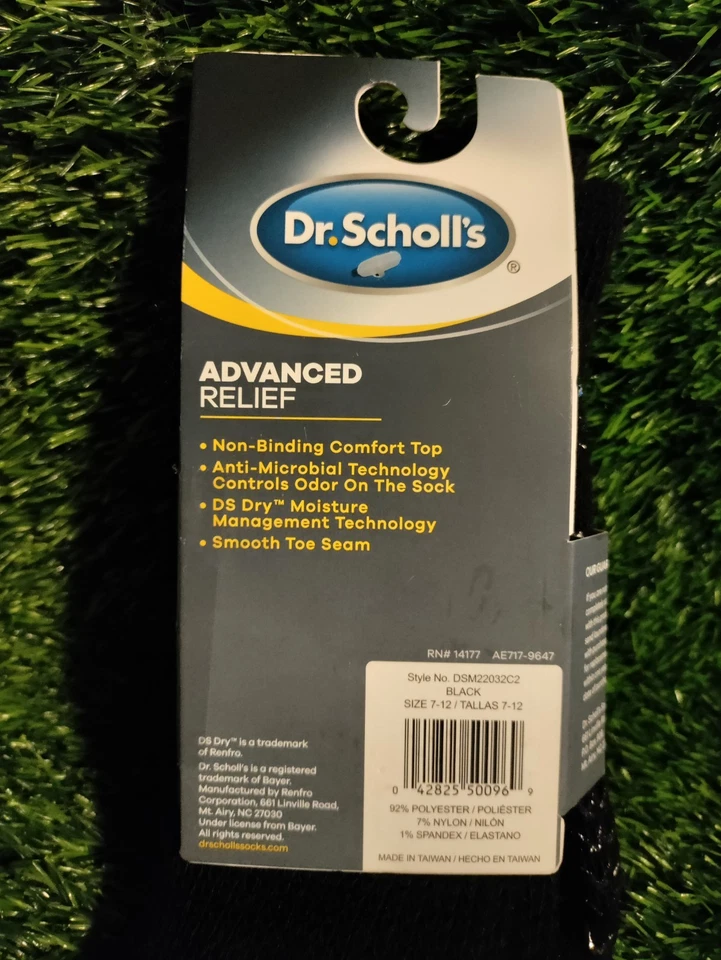 Dr.Scholl's
®
ADVANCED
RELIEF
• Non-Binding Comfort Top
• Anti-Microbial Technology
Controls Odor On The Sock
• DS Dry™ Moisture
Management Technology
• Smooth Toe Seam
RN# 14177 AE717-9647
Style No. DSM22032C2
BLACK
SIZE 7-12 / TALLAS 7-12
0 42825 50096 9
92% POLYESTER / POLIÉSTER
7% NYLON / NILÓN
1% SPANDEX / ELASTANO
MADE IN TAIWAN / HECHO EN TAIWAN
DS Dry™ is a trademark
of Renfro.
Dr. Scholl's is a registered
trademark of Bayer.
Manufactured by Renfro
Corporation, 661 Linville Road,
Mt. Airy, NC 27030
Under license from Bayer.
All rights reserved.
drschollssocks.com
OUR